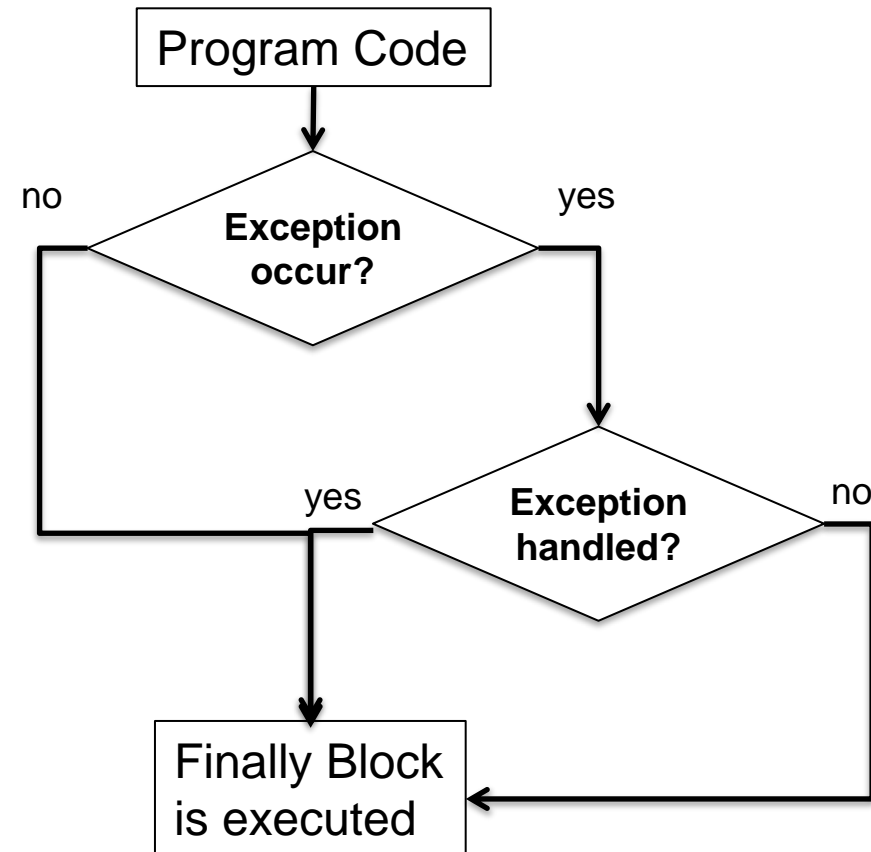 Program Code
no
yes
Exception
occur?
yes
no
Exception
handled?
Finally Block
is executed